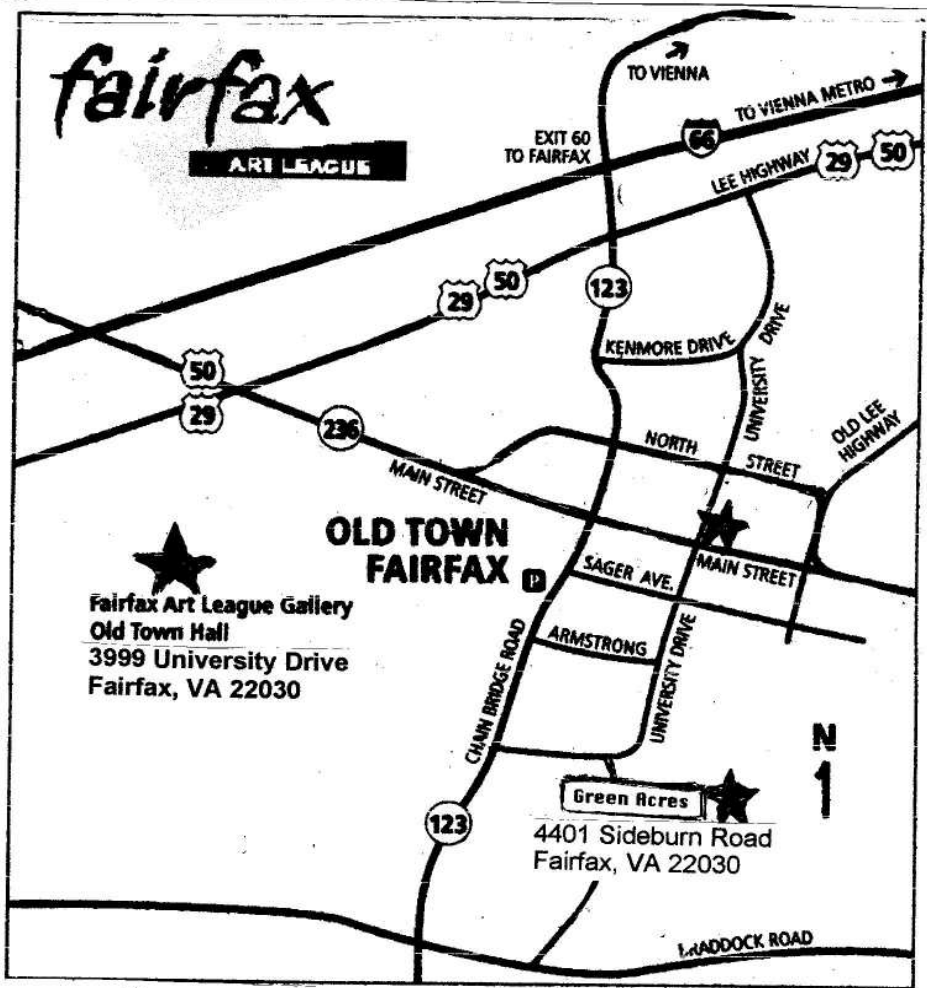 fairfax
ART LEAGUE
TO VIENNA
TO VIENNA METRO
EXIT 60
TO FAIRFAX
66
LEE HIGHWAY
29
50
29
50
123
KENMORE DRIVE
UNIVERSITY DRIVE
50
29
236
MAIN STREET
NORTH STREET
OLD LEE
HIGHWAY
OLD TOWN
FAIRFAX
P
SAGER AVE.
MAIN STREET
Fairfax Art League Gallery
Old Town Hall
3999 University Drive
Fairfax, VA 22030
ARMSTRONG
CHAIN BRIDGE ROAD
UNIVERSITY DRIVE
N
1
Green Acres
4401 Sideburn Road
Fairfax, VA 22030
123
BRADDOCK ROAD